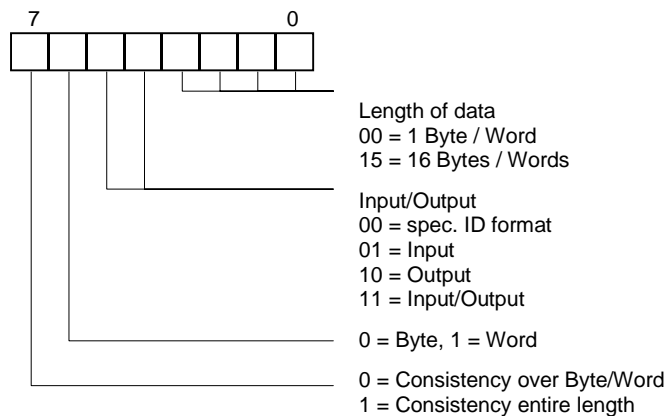 7 0
Length of data
00 = 1 Byte / Word
15 = 16 Bytes / Words
Input/Output
00 = spec. ID format
01 = Input
10 = Output
11 = Input/Output
0 = Byte, 1 = Word
0 = Consistency over Byte/Word
1 = Consistency entire length